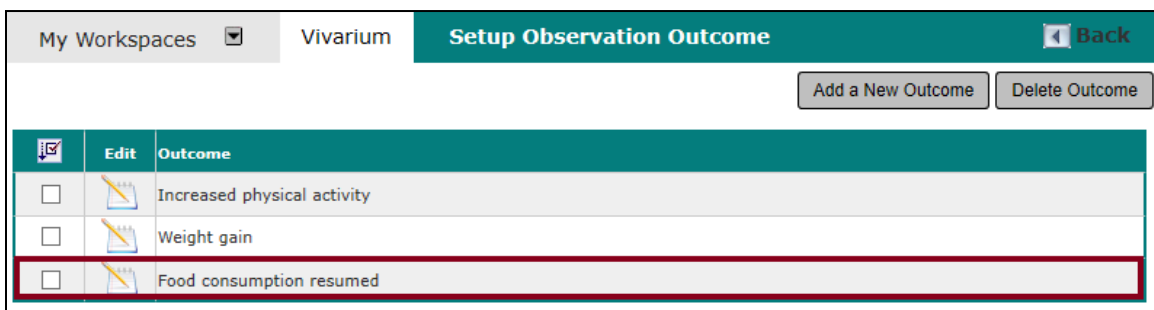 My Workspaces Vivarium Setup Observation Outcome Back
Add a New Outcome Delete Outcome
Edit Outcome
Increased physical activity
Weight gain
Food consumption resumed